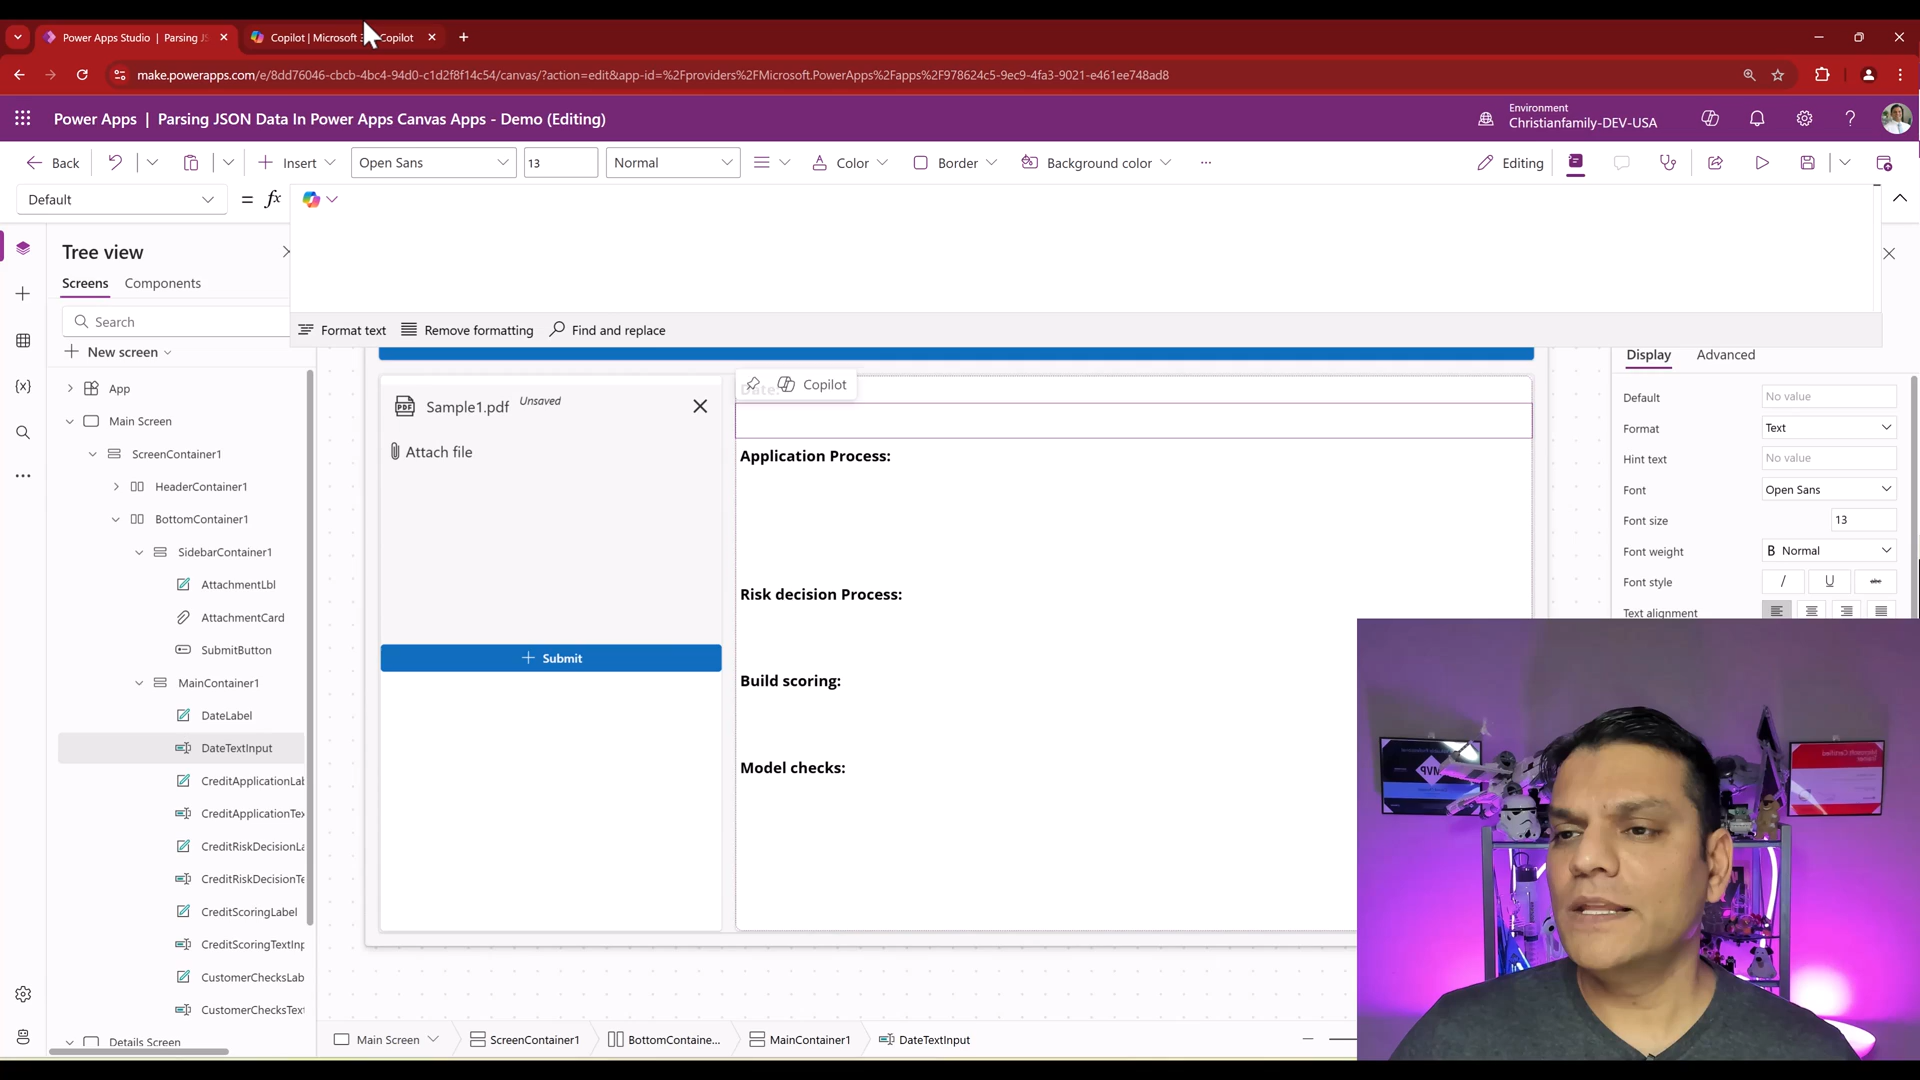 Power Apps Studio | Parsing JS
Copilot | Microsoft
Copilot
make.powerapps.com/e/8dd76046-cbcb-4bc4-94d0-c1d2f8f14c54/canvas/?action=edit&app-id=%2Fproviders%2FMicrosoft.PowerApps%2Fapps%2F978624c5-9ec9-4fa3-9021-e461ee748ad8
Power Apps | Parsing JSON Data In Power Apps Canvas Apps - Demo (Editing)
Environment
Christianfamily-DEV-USA
Back
Insert
Open Sans
13
Normal
Color
Border
Background color
Editing
Default
= fx
Tree view
Screens
Components
Search
New screen
Format text
Remove formatting
Find and replace
App
Main Screen
ScreenContainer1
HeaderContainer1
BottomContainer1
SidebarContainer1
AttachmentLbl
AttachmentCard
SubmitButton
MainContainer1
DateLabel
DateTextInput
CreditApplicationLab
CreditApplicationTex
CreditRiskDecisionLa
CreditRiskDecisionTe
CreditScoringLabel
CreditScoringTextInp
CustomerChecksLab
CustomerChecksText
Details Screen
PDF
Sample1.pdf
Unsaved
Attach file
Submit
Date:
Copilot
Application Process:
Risk decision Process:
Build scoring:
Model checks:
Display
Advanced
Default
No value
Format
Text
Hint text
No value
Font
Open Sans
Font size
13
Font weight
B Normal
Font style
/ U abc
Text alignment
Main Screen
ScreenContainer1
BottomContaine...
MainContainer1
DateTextInput